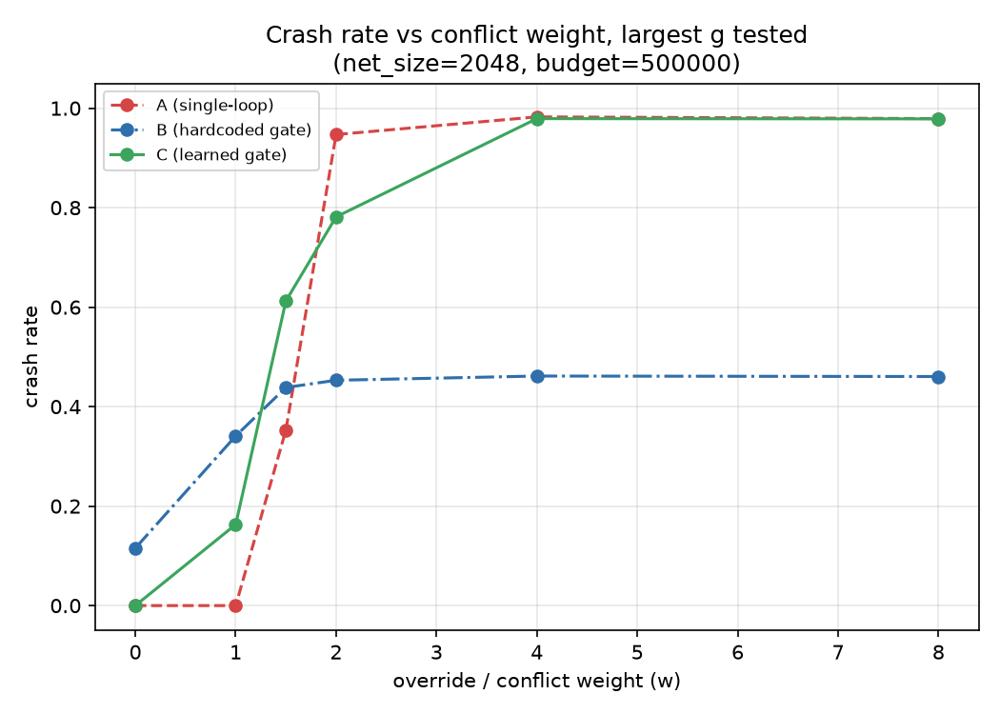 Crash rate vs conflict weight, largest g tested
(net_size=2048, budget=500000)
A (single-loop)
B (hardcoded gate)
C (learned gate)
crash rate
1.0
0.8
0.6
0.4
0.2
0.0
0 1 2 3 4 5 6 7 8
override / conflict weight (w)